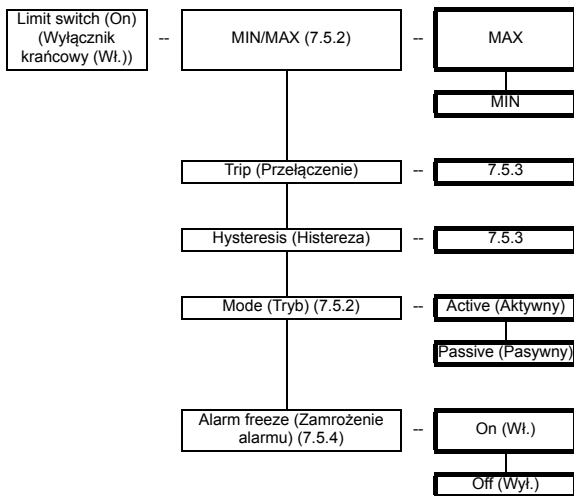 Limit switch (On)
(Wyłącznik
krańcowy (Wł.))
--
MIN/MAX (7.5.2)
--
MAX
MIN
Trip (Przełączenie)
--
7.5.3
Hysteresis (Histereza)
--
7.5.3
Mode (Tryb) (7.5.2)
--
Active (Aktywny)
Passive (Pasywny)
Alarm freeze (Zamrożenie
alarmu) (7.5.4)
--
On (Wł.)
Off (Wył.)